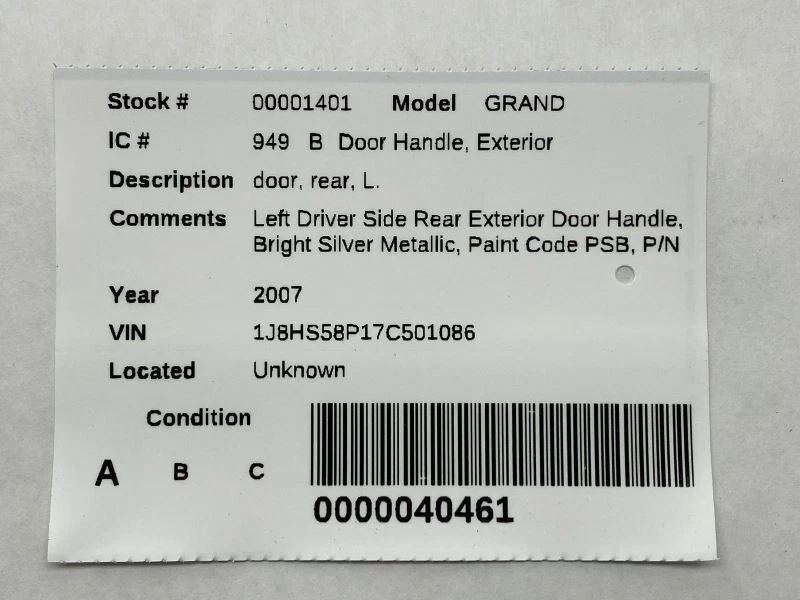 Stock # 00001401 Model GRAND
IC # 949 B Door Handle, Exterior
Description door, rear, L.
Comments Left Driver Side Rear Exterior Door Handle,
Bright Silver Metallic, Paint Code PSB, P/N
Year 2007
VIN 1J8HS58P17C501086
Located Unknown
Condition
A B C
0000040461